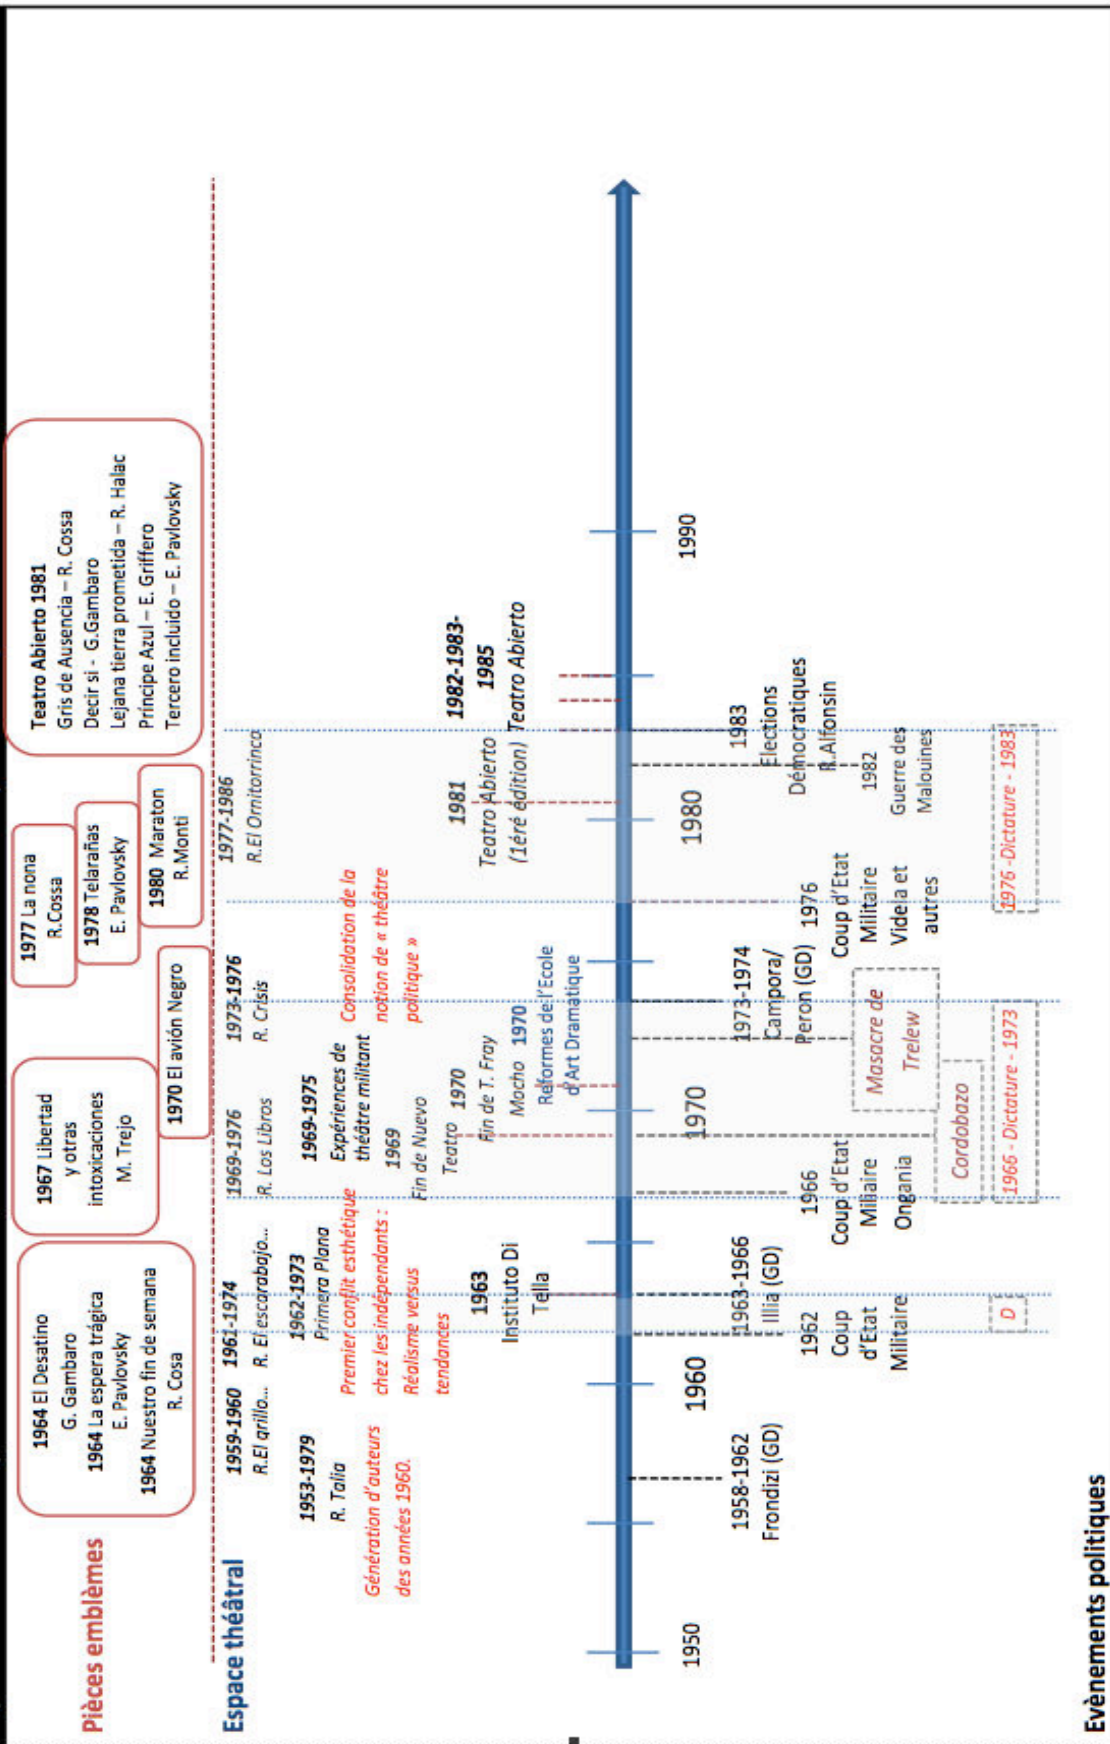 Pièces emblèmes
1964 El Desatino
G. Gambaro
1964 La espera trágica
E. Pavlovsky
1964 Nuestro fin de semana
R. Cosa
1967 Libertad
y otras
intoxicaciones
M. Trejo
1970 El avión Negro
1977 La nona
R.Cossa
1978 Telarañas
E. Pavlovsky
1980 Maraton
R.Monti
Teatro Abierto 1981
Gris de Ausencia – R. Cossa
Decir si - G.Gambaro
Lejana tierra prometida – R. Halac
Principe Azul – E. Griffero
Tercero incluido – E. Pavlovsky
Espace théâtral
1959-1960
R.El grillo...
1961-1974
R. El escarabajo...
1969-1976
R. Los Libros
1973-1976
R. Crisis
1977-1986
R.El Ornitorrinco
1953-1979
R. Talia
1962-1973
Primera Plana
1969-1975
Expériences de
théâtre militant
Génération d'auteurs
des années 1960.
Premier conflit esthétique
chez les indépendants :
Réalisme versus
tendances
Consolidation de la
notion de « théâtre
politique »
1963
Instituto Di
Tella
1969
Fin de Nuevo
Teatro
1970
Fin de T. Fray
Mocho
1970
Réformes de l'Ecole
d'Art Dramatique
1981
Teatro Abierto
(1éré édition)
1982-1983-
1985
Teatro Abierto
1950
1960
1970
1980
1990
1958-1962
Frondizi (GD)
1962
Coup
d'Etat
Militaire
1963-1966
Illia (GD)
1966
Coup d'Etat
Miliaire
Ongania
1973-1974
Campora/
Peron (GD)
1976
Coup d'Etat
Militaire
Videla et
autres
1983
Elections
Démocratiques
R.Alfonsin
1982
Guerre des
Malouines
Masacre de
Trelew
Cordobazo
D
1966 - Dictature - 1973
1976 -Dictature - 1983
Evènements politiques